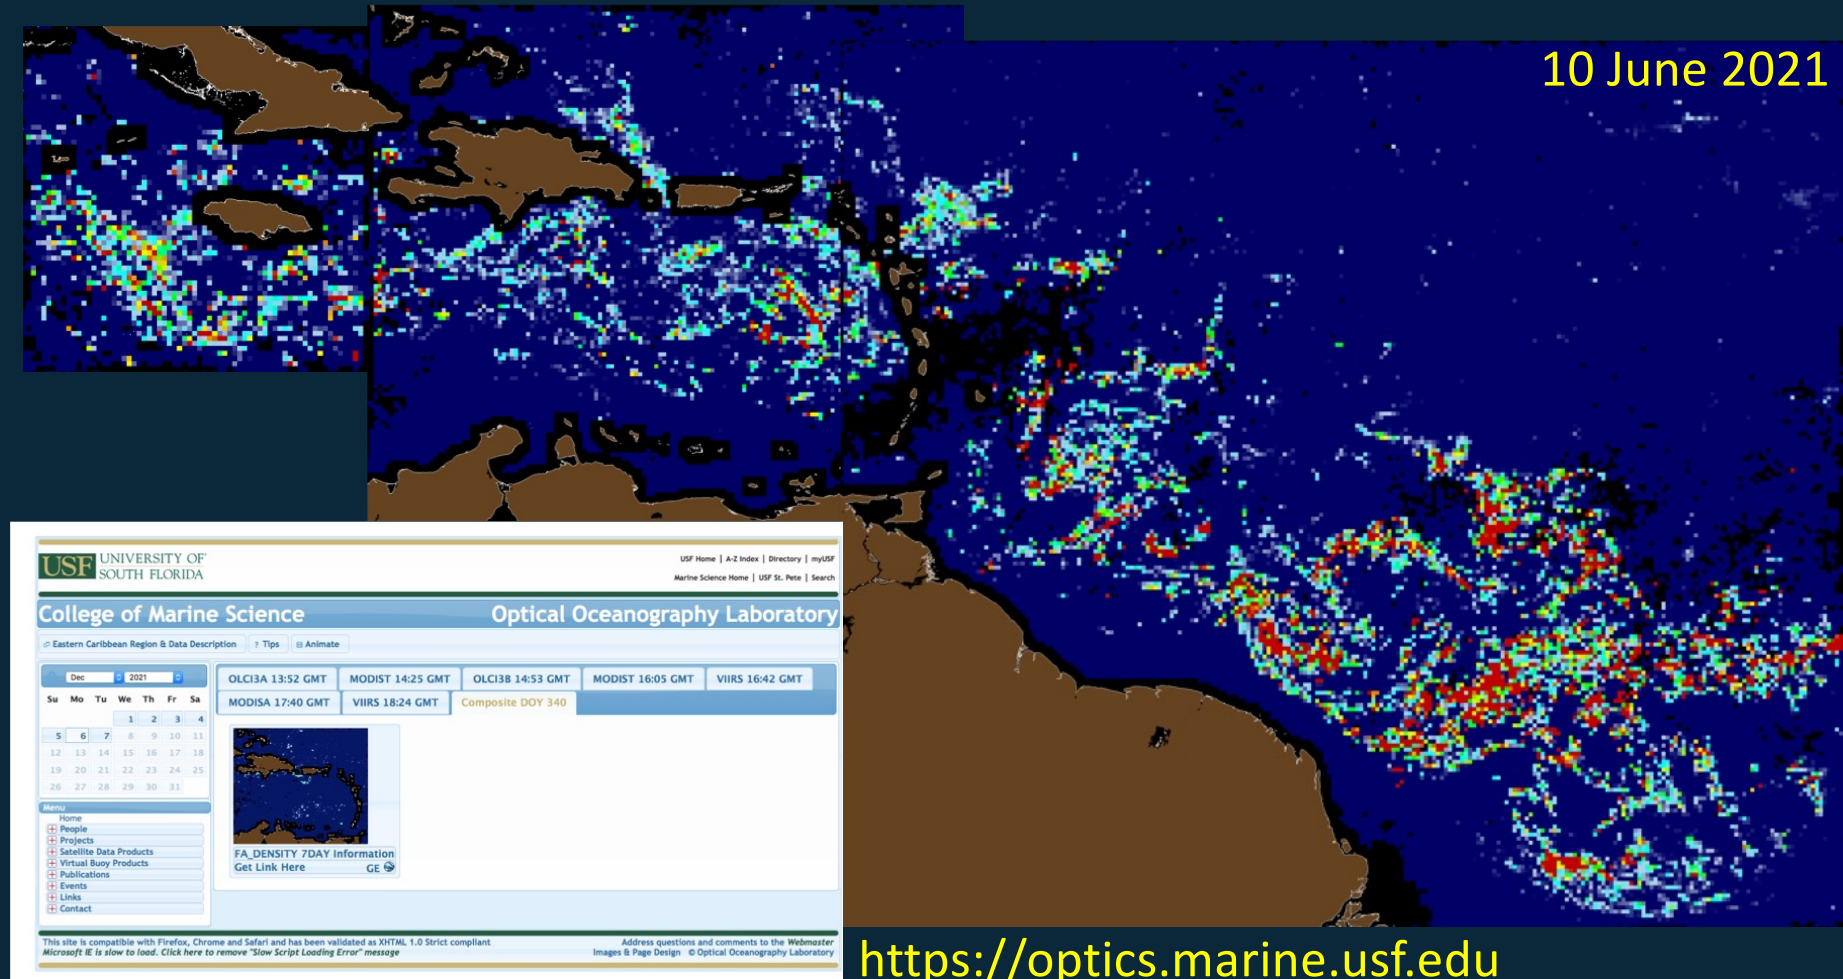 10 June 2021
USF UNIVERSITY OF
SOUTH FLORIDA
USF Home | A-Z Index | Directory | myUSF
Marine Science Home | USF St. Pete | Search
College of Marine Science
Optical Oceanography Laboratory
Eastern Caribbean Region & Data Description
? Tips
Animate
Dec 2021
Su Mo Tu We Th Fr Sa
1 2 3 4
5 6 7 8 9 10 11
12 13 14 15 16 17 18
19 20 21 22 23 24 25
26 27 28 29 30 31
Menu
Home
People
Projects
Satellite Data Products
Virtual Buoy Products
Publications
Events
Links
Contact
OLCI3A 13:52 GMT MODIST 14:25 GMT OLCI3B 14:53 GMT MODIST 16:05 GMT VIIRS 16:42 GMT
MODISA 17:40 GMT VIIRS 18:24 GMT Composite DOY 340
FA_DENSITY 7DAY Information
Get Link Here GE
This site is compatible with Firefox, Chrome and Safari and has been validated as XHTML 1.0 Strict compliant
Microsoft IE is slow to load. Click here to remove "Slow Script Loading Error" message
Address questions and comments to the Webmaster
Images & Page Design © Optical Oceanography Laboratory
https://optics.marine.usf.edu